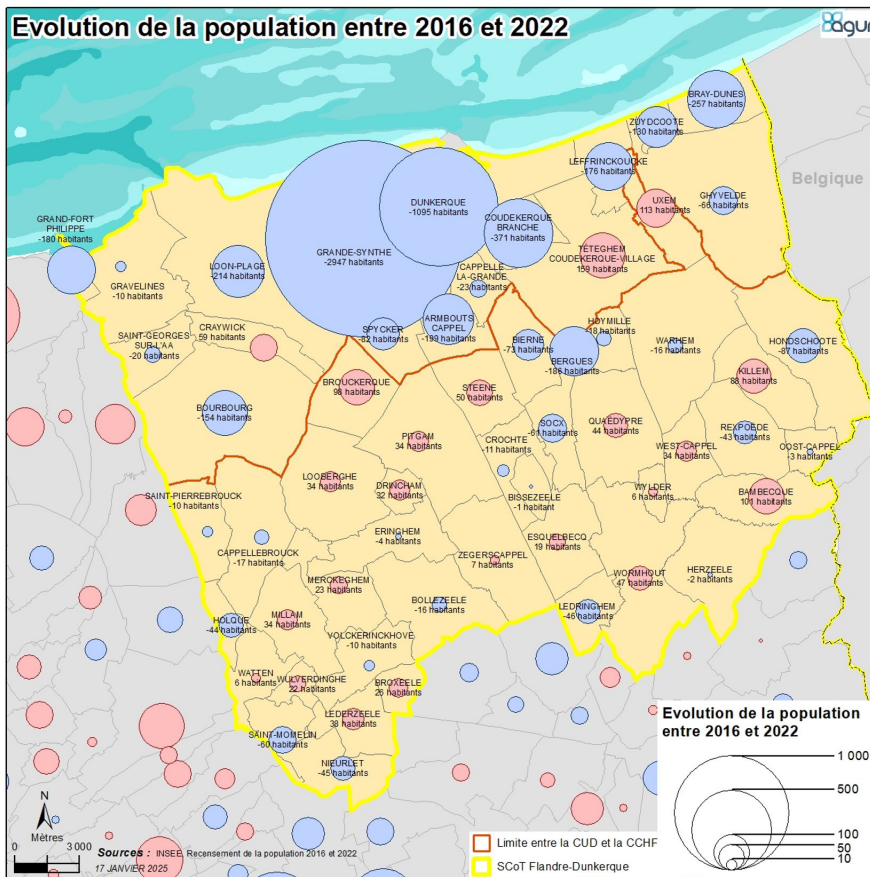 Evolution de la population entre 2016 et 2022
agur
BRAY-DUNES
-257 habitants
ZUYDCOOTE
-130 habitants
LEFFRINCKOUCKE
-176 habitants
Belgique
GHYVELDE
-66 habitants
UXEM
113 habitants
DUNKERQUE
-1095 habitants
GRAND-FORT
PHILIPPE
-180 habitants
COUDEKERQUE
BRANCHE
-371 habitants
GRANDE-SYNTHE
-2947 habitants
TETEGHEM
COUDEKERQUE-VILLAGE
159 habitants
LOON-PLAGE
-214 habitants
CAPPELLE
LA-GRANDE
-23 habitants
GRAVELINES
-10 habitants
ARMBOUTS
CAPPEL
-199 habitants
SPYCKER
-82 habitants
HOYMILLE
-18 habitants
CRAYWICK
59 habitants
SAINT-GEORGES
SUR-L'AA
-20 habitants
BIERNE
-73 habitants
WARHEM
-16 habitants
HONDSCHOOTE
-87 habitants
BERGUES
-186 habitants
KILLEM
88 habitants
BROUCKERQUE
98 habitants
STEENE
50 habitants
BOURBOURG
-154 habitants
SOCX
-61 habitants
QUAEDYPRE
44 habitants
REXPOEDE
-43 habitants
PITGAM
34 habitants
CROCHTE
-11 habitants
WEST-CAPPEL
34 habitants
OOST-CAPPEL
-3 habitants
LOOBERGHE
34 habitants
DRINCHAM
32 habitants
WYLDER
6 habitants
BAMBECQUE
101 habitants
SAINT-PIERREBROUCK
-10 habitants
BISSEZEELE
-1 habitant
ERINGHEM
-4 habitants
ESQUELBECQ
19 habitants
CAPPELLEBROUCK
-17 habitants
ZEGERSCAPPEL
7 habitants
HERZEELE
-2 habitants
WORMHOUT
47 habitants
MERCKEGHEM
23 habitants
BOLLEZEELE
-16 habitants
LEDRINGHEM
-46 habitants
MILLAM
34 habitants
HOLQUE
-44 habitants
VOLCKERINCKHOVE
-10 habitants
WATTEN
6 habitants
WULVERDINGHE
22 habitants
BROXEELE
26 habitants
LEDERZEELE
38 habitants
SAINT-MOMELIN
-60 habitants
NIEURLET
-45 habitants
Evolution de la population
entre 2016 et 2022
1 000
500
100
50
10
N
Mètres
0 3 000
Sources : INSEE, Recensement de la population 2016 et 2022
17 JANVIER 2025
Limite entre la CUD et la CCHF
SCoT Flandre-Dunkerque